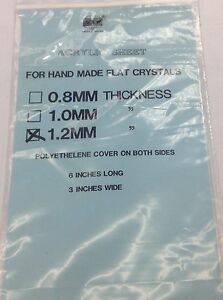 ACRYLIC SHEET
FOR HAND MADE FLAT CRYSTALS
0.8MM THICKNESS
1.0MM "
1.2MM "
POLYETHELENE COVER ON BOTH SIDES
6 INCHES LONG
3 INCHES WIDE